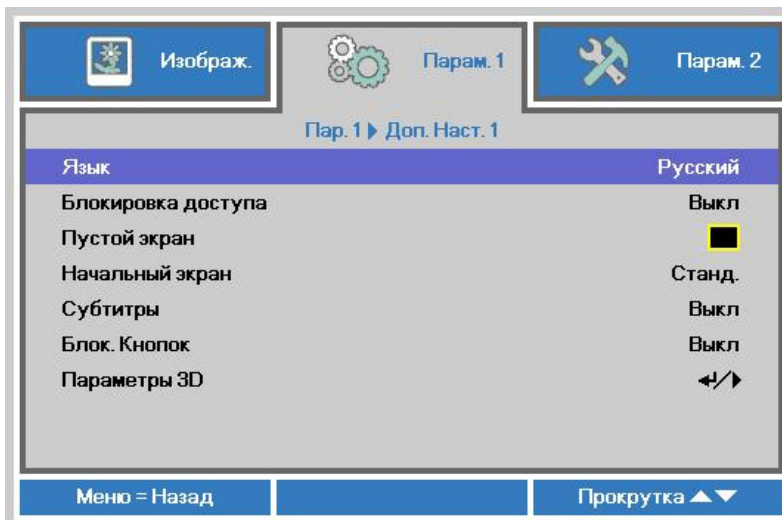 Изображ.
Парам. 1
Парам. 2
Пар. 1 ▶ Доп. Наст. 1
Язык Русский
Блокировка доступа Выкл
Пустой экран
Начальный экран Станд.
Субтитры Выкл
Блок. Кнопок Выкл
Параметры 3D ↵/▶
Меню = Назад
Прокрутка ▲▼